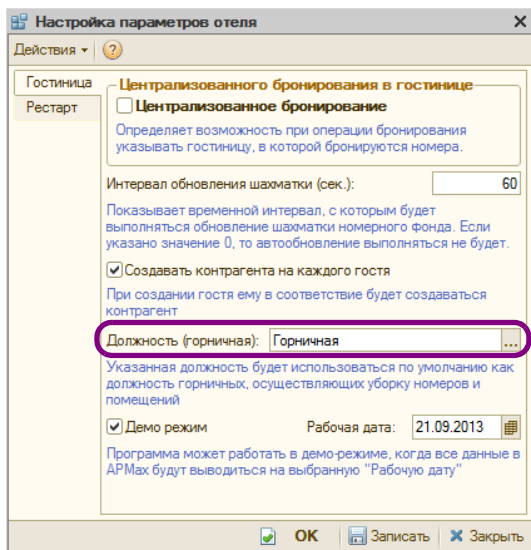 Настройка параметров отеля
Действия
Гостиница
Рестарт
Централизованного бронирования в гостинице
Централизованное бронирование
Определяет возможность при операции бронирования
указывать гостиницу, в которой бронируются номера.
Интервал обновления шахматки (сек.): 60
Показывает временной интервал, с которым будет
выполняться обновление шахматки номерного фонда. Если
указано значение 0, то автообновление выполняться не будет.
Создавать контрагента на каждого гостя
При создании гостя ему в соответствие будет создаваться
контрагент
Должность (горничная): Горничная ...
Указанная должность будет использоваться по умолчанию как
должность горничных, осуществляющих уборку номеров и
помещений
Демо режим Рабочая дата: 21.09.2013
Программа может работать в демо-режиме, когда все данные в
APMax будут выводиться на выбранную "Рабочую дату"
OK Записать Закрыть